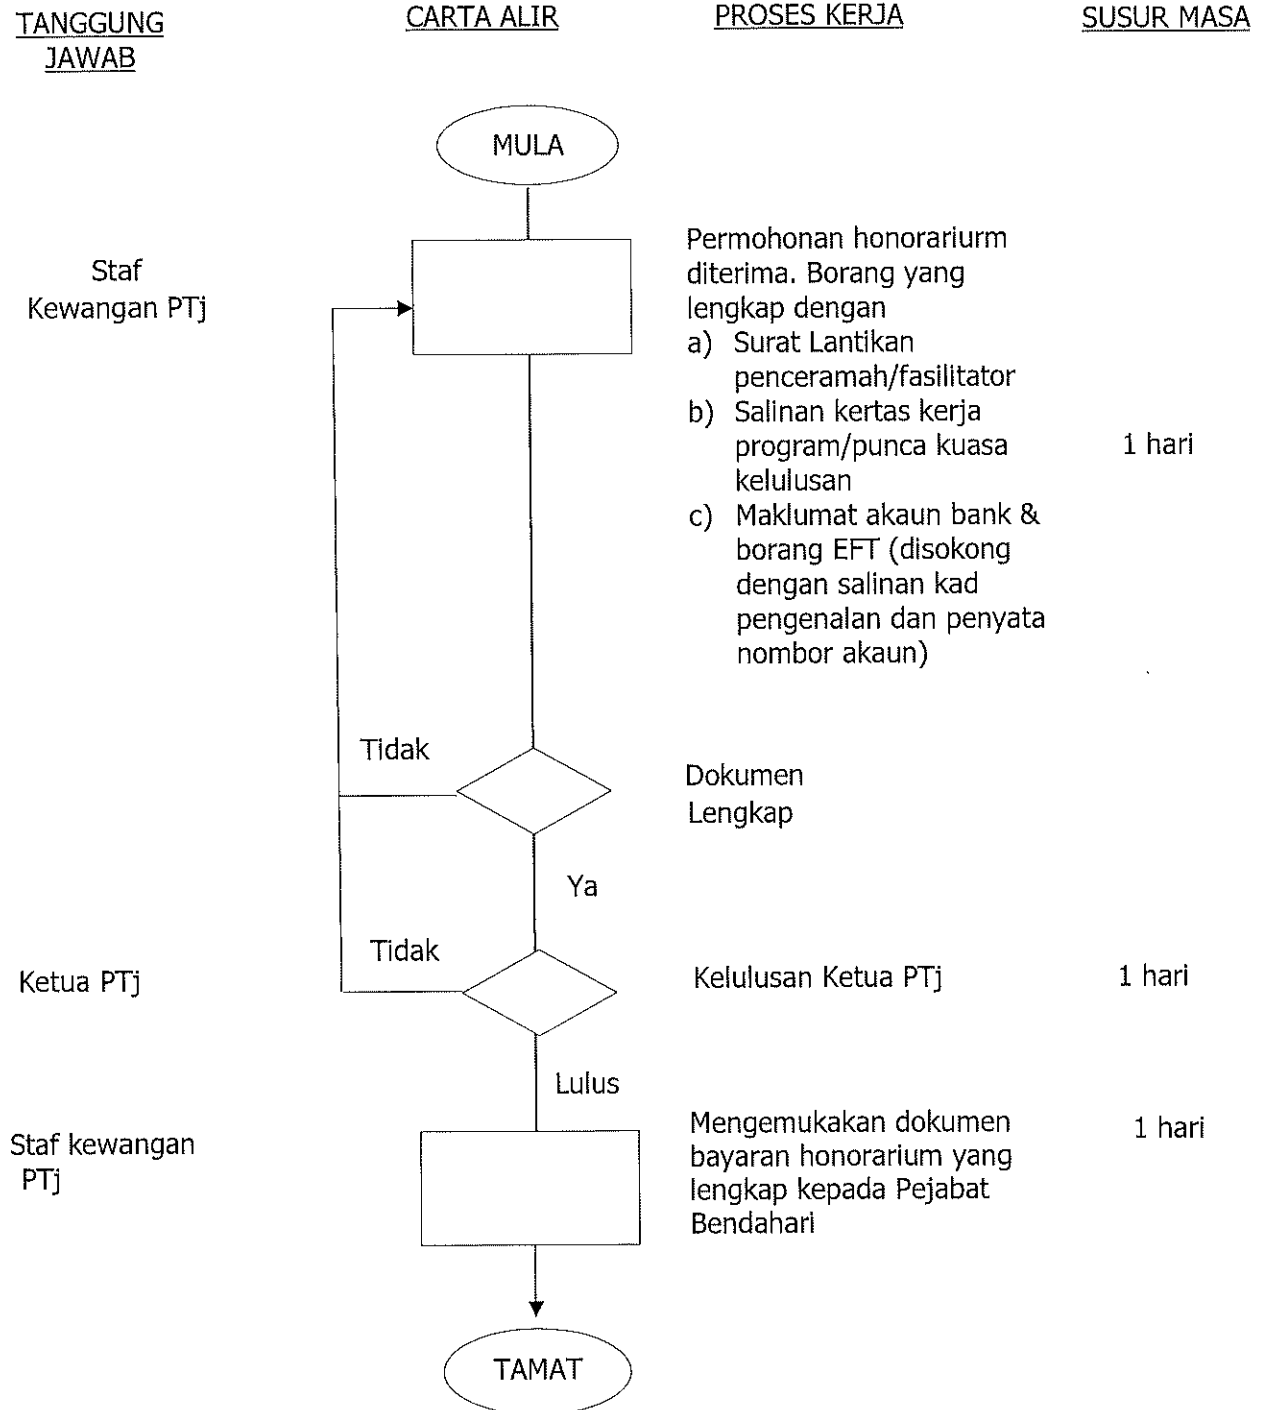 TANGGUNG
JAWAB
CARTA ALIR
PROSES KERJA
SUSUR MASA
MULA
Staf
Kewangan PTj
Permohonan honorariurm
diterima. Borang yang
lengkap dengan
a) Surat Lantikan
penceramah/fasilitator
b) Salinan kertas kerja
program/punca kuasa
kelulusan
c) Maklumat akaun bank &
borang EFT (disokong
dengan salinan kad
pengenalan dan penyata
nombor akaun)
1 hari
Tidak
Dokumen
Lengkap
Ya
Tidak
Ketua PTj
Kelulusan Ketua PTj
1 hari
Lulus
Staf kewangan
PTj
Mengemukakan dokumen
bayaran honorarium yang
lengkap kepada Pejabat
Bendahari
1 hari
TAMAT